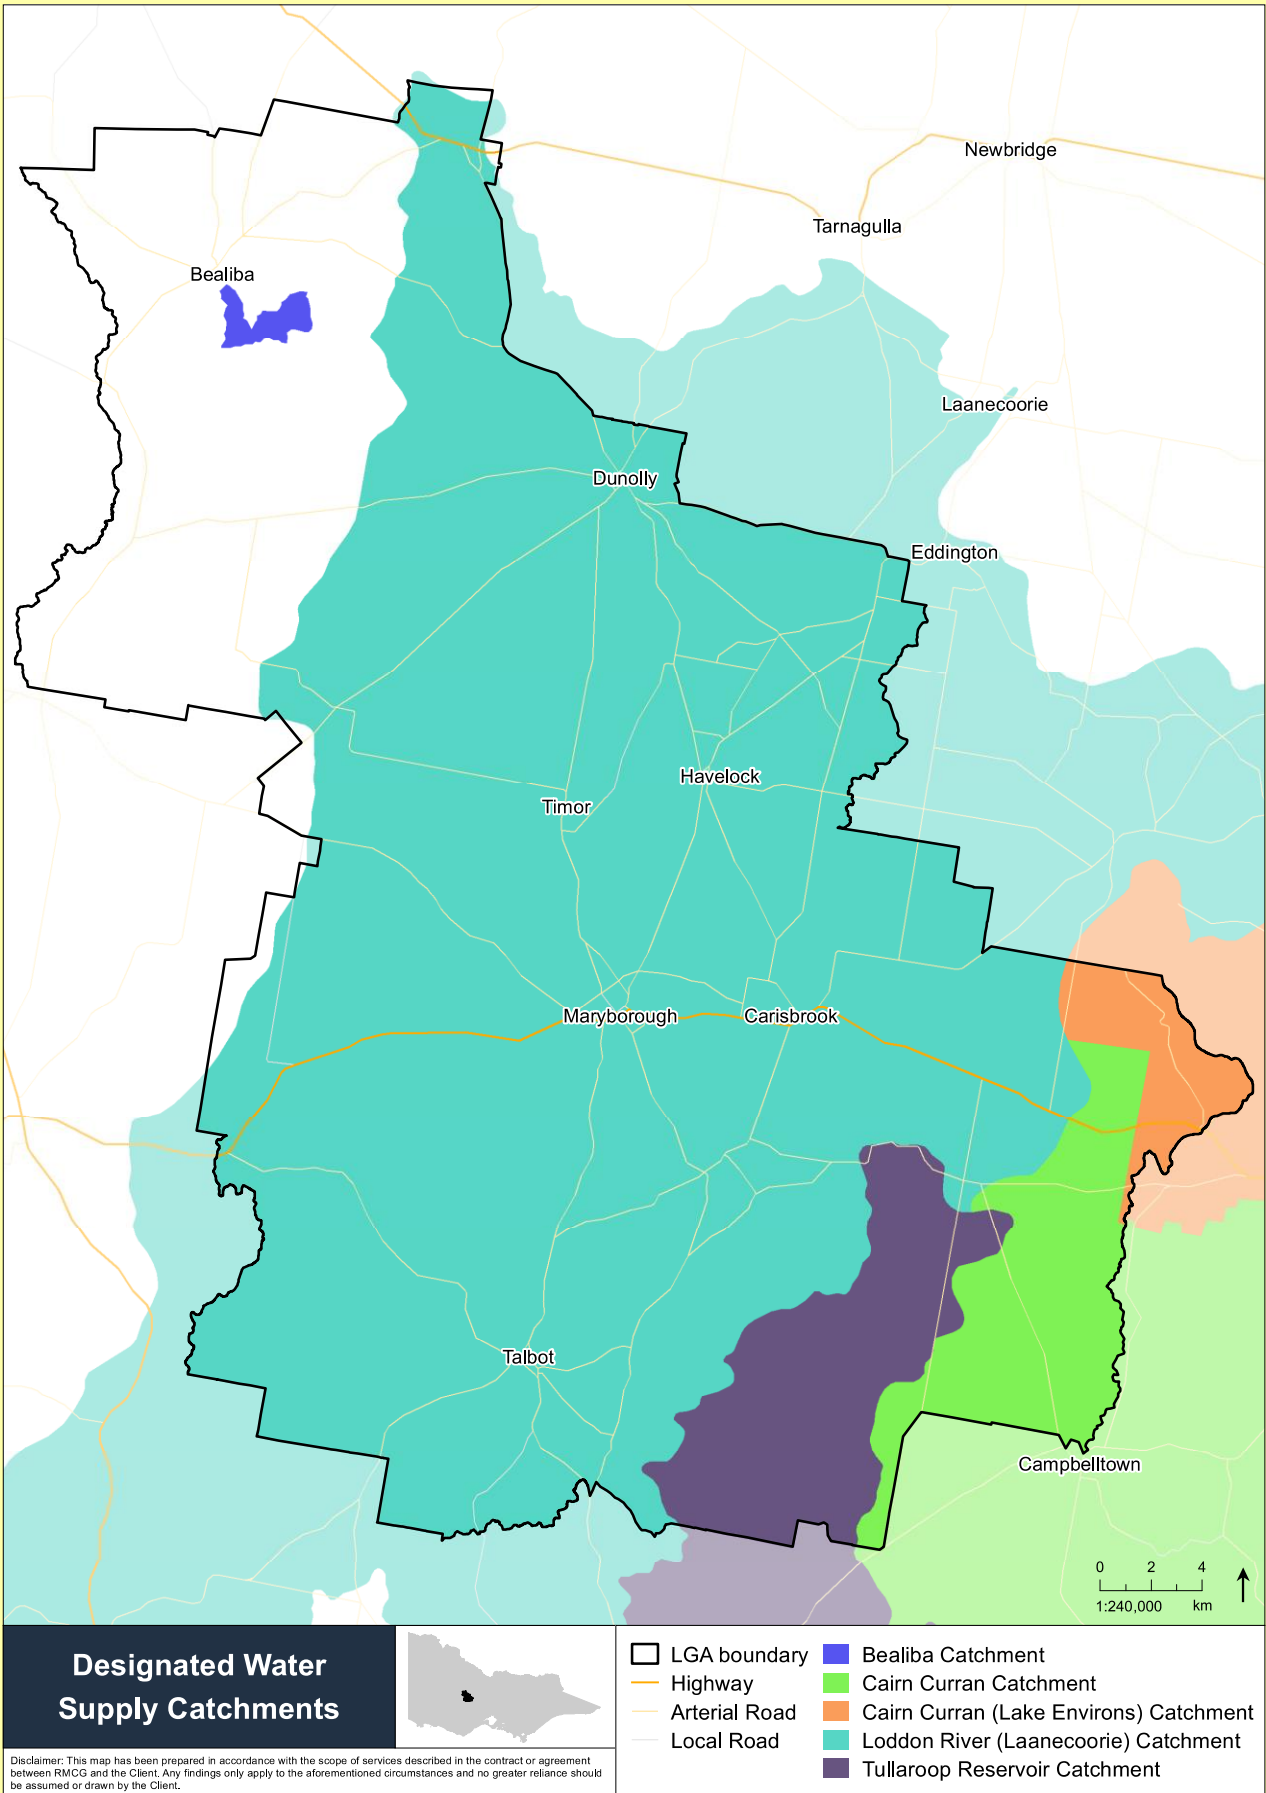 Newbridge
Tarnagulla
Bealiba
Laanecoorie
Dunolly
Eddington
Havelock
Timor
Maryborough
Carisbrook
Talbot
Campbelltown
0 2 4
1:240,000 km
Designated Water
Supply Catchments
Disclaimer: This map has been prepared in accordance with the scope of services described in the contract or agreement
between RMCG and the Client. Any findings only apply to the aforementioned circumstances and no greater reliance should
be assumed or drawn by the Client.
LGA boundary
Highway
Arterial Road
Local Road
Bealiba Catchment
Cairn Curran Catchment
Cairn Curran (Lake Environs) Catchment
Loddon River (Laanecoorie) Catchment
Tullaroop Reservoir Catchment